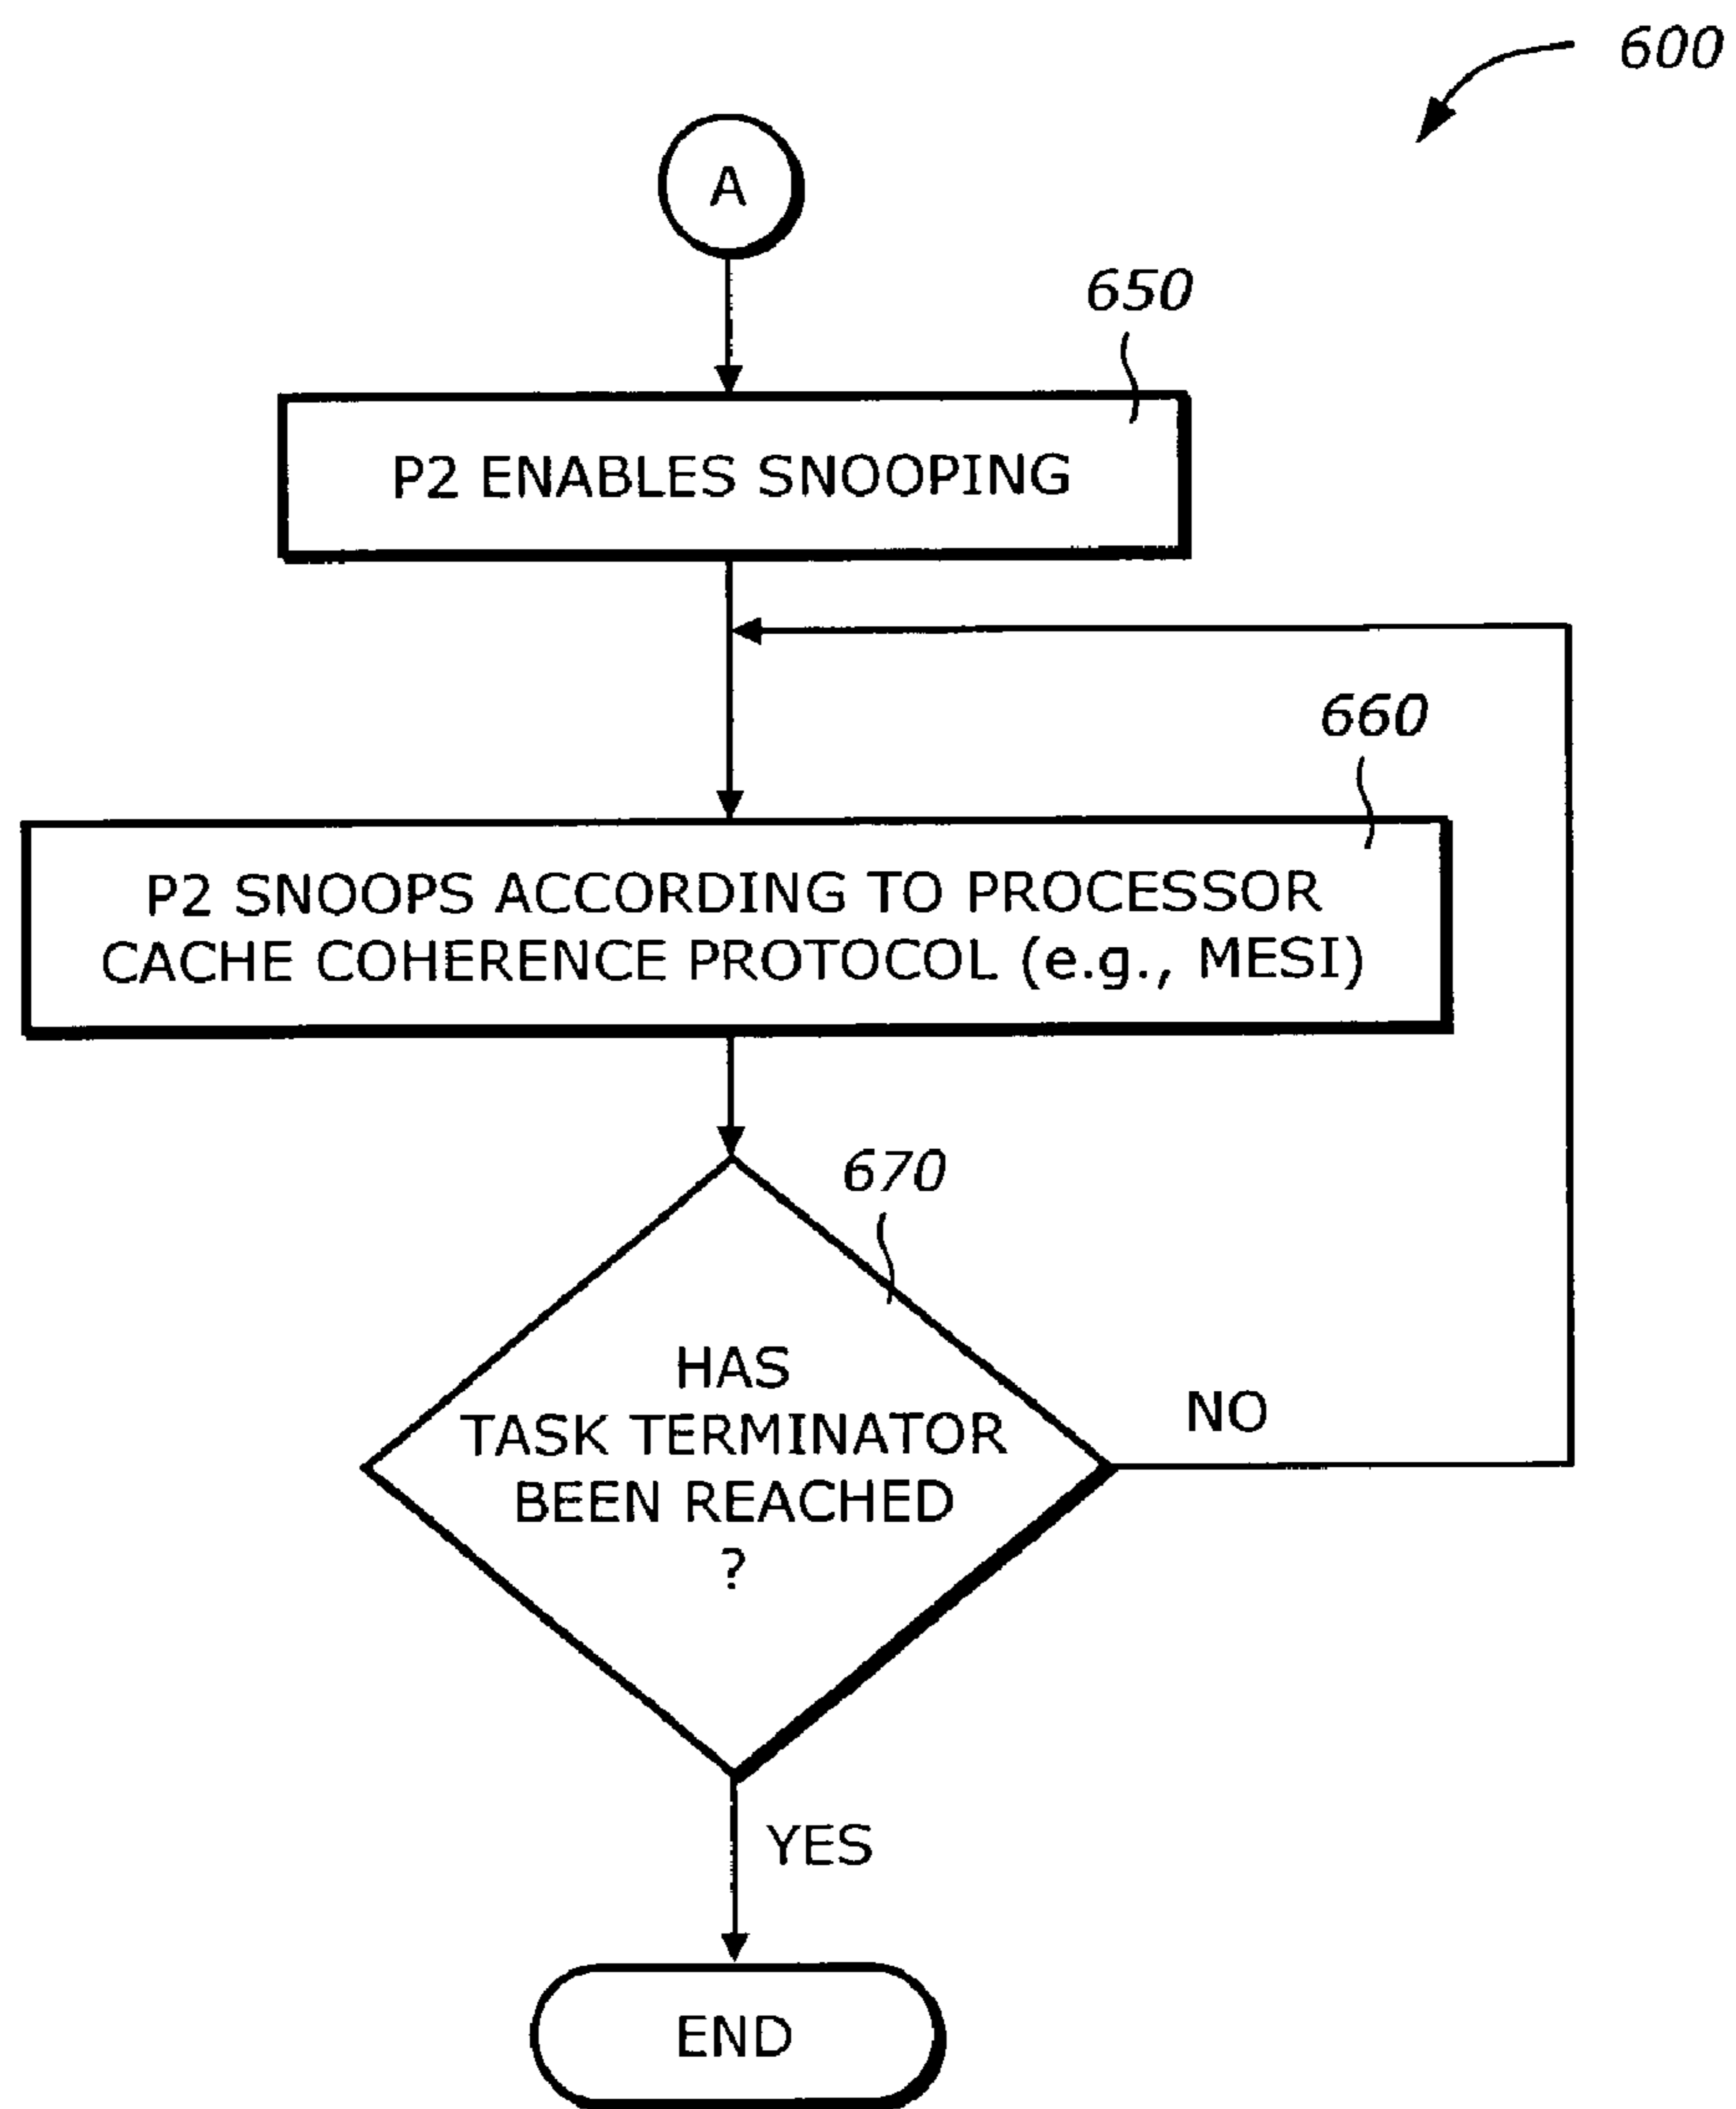 600
A
650
P2 ENABLES SNOOPING
660
P2 SNOOPS ACCORDING TO PROCESSOR
CACHE COHERENCE PROTOCOL (e.g., MESI)
670
HAS
TASK TERMINATOR
BEEN REACHED
?
NO
YES
END